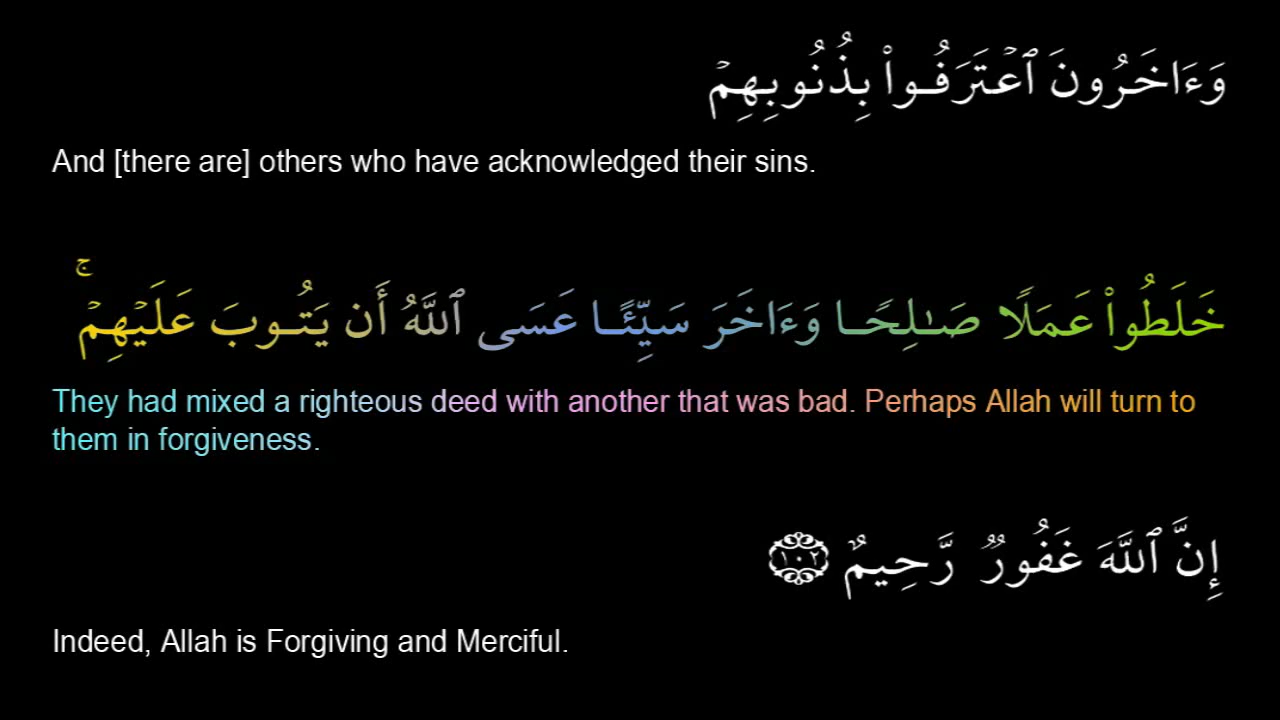 وَءَاخَرُونَ ٱعْتَرَفُوا۟ بِذُنُوبِهِمْ
And [there are] others who have acknowledged their sins.
خَلَطُوا۟ عَمَلًا صَـٰلِحًا وَءَاخَرَ سَيِّئًا عَسَى ٱللَّهُ أَن يَتُوبَ عَلَيْهِمْ ۚ
They had mixed a righteous deed with another that was bad. Perhaps Allah will turn to
them in forgiveness.
إِنَّ ٱللَّهَ غَفُورٌ رَّحِيمٌ ١٠٢
Indeed, Allah is Forgiving and Merciful.